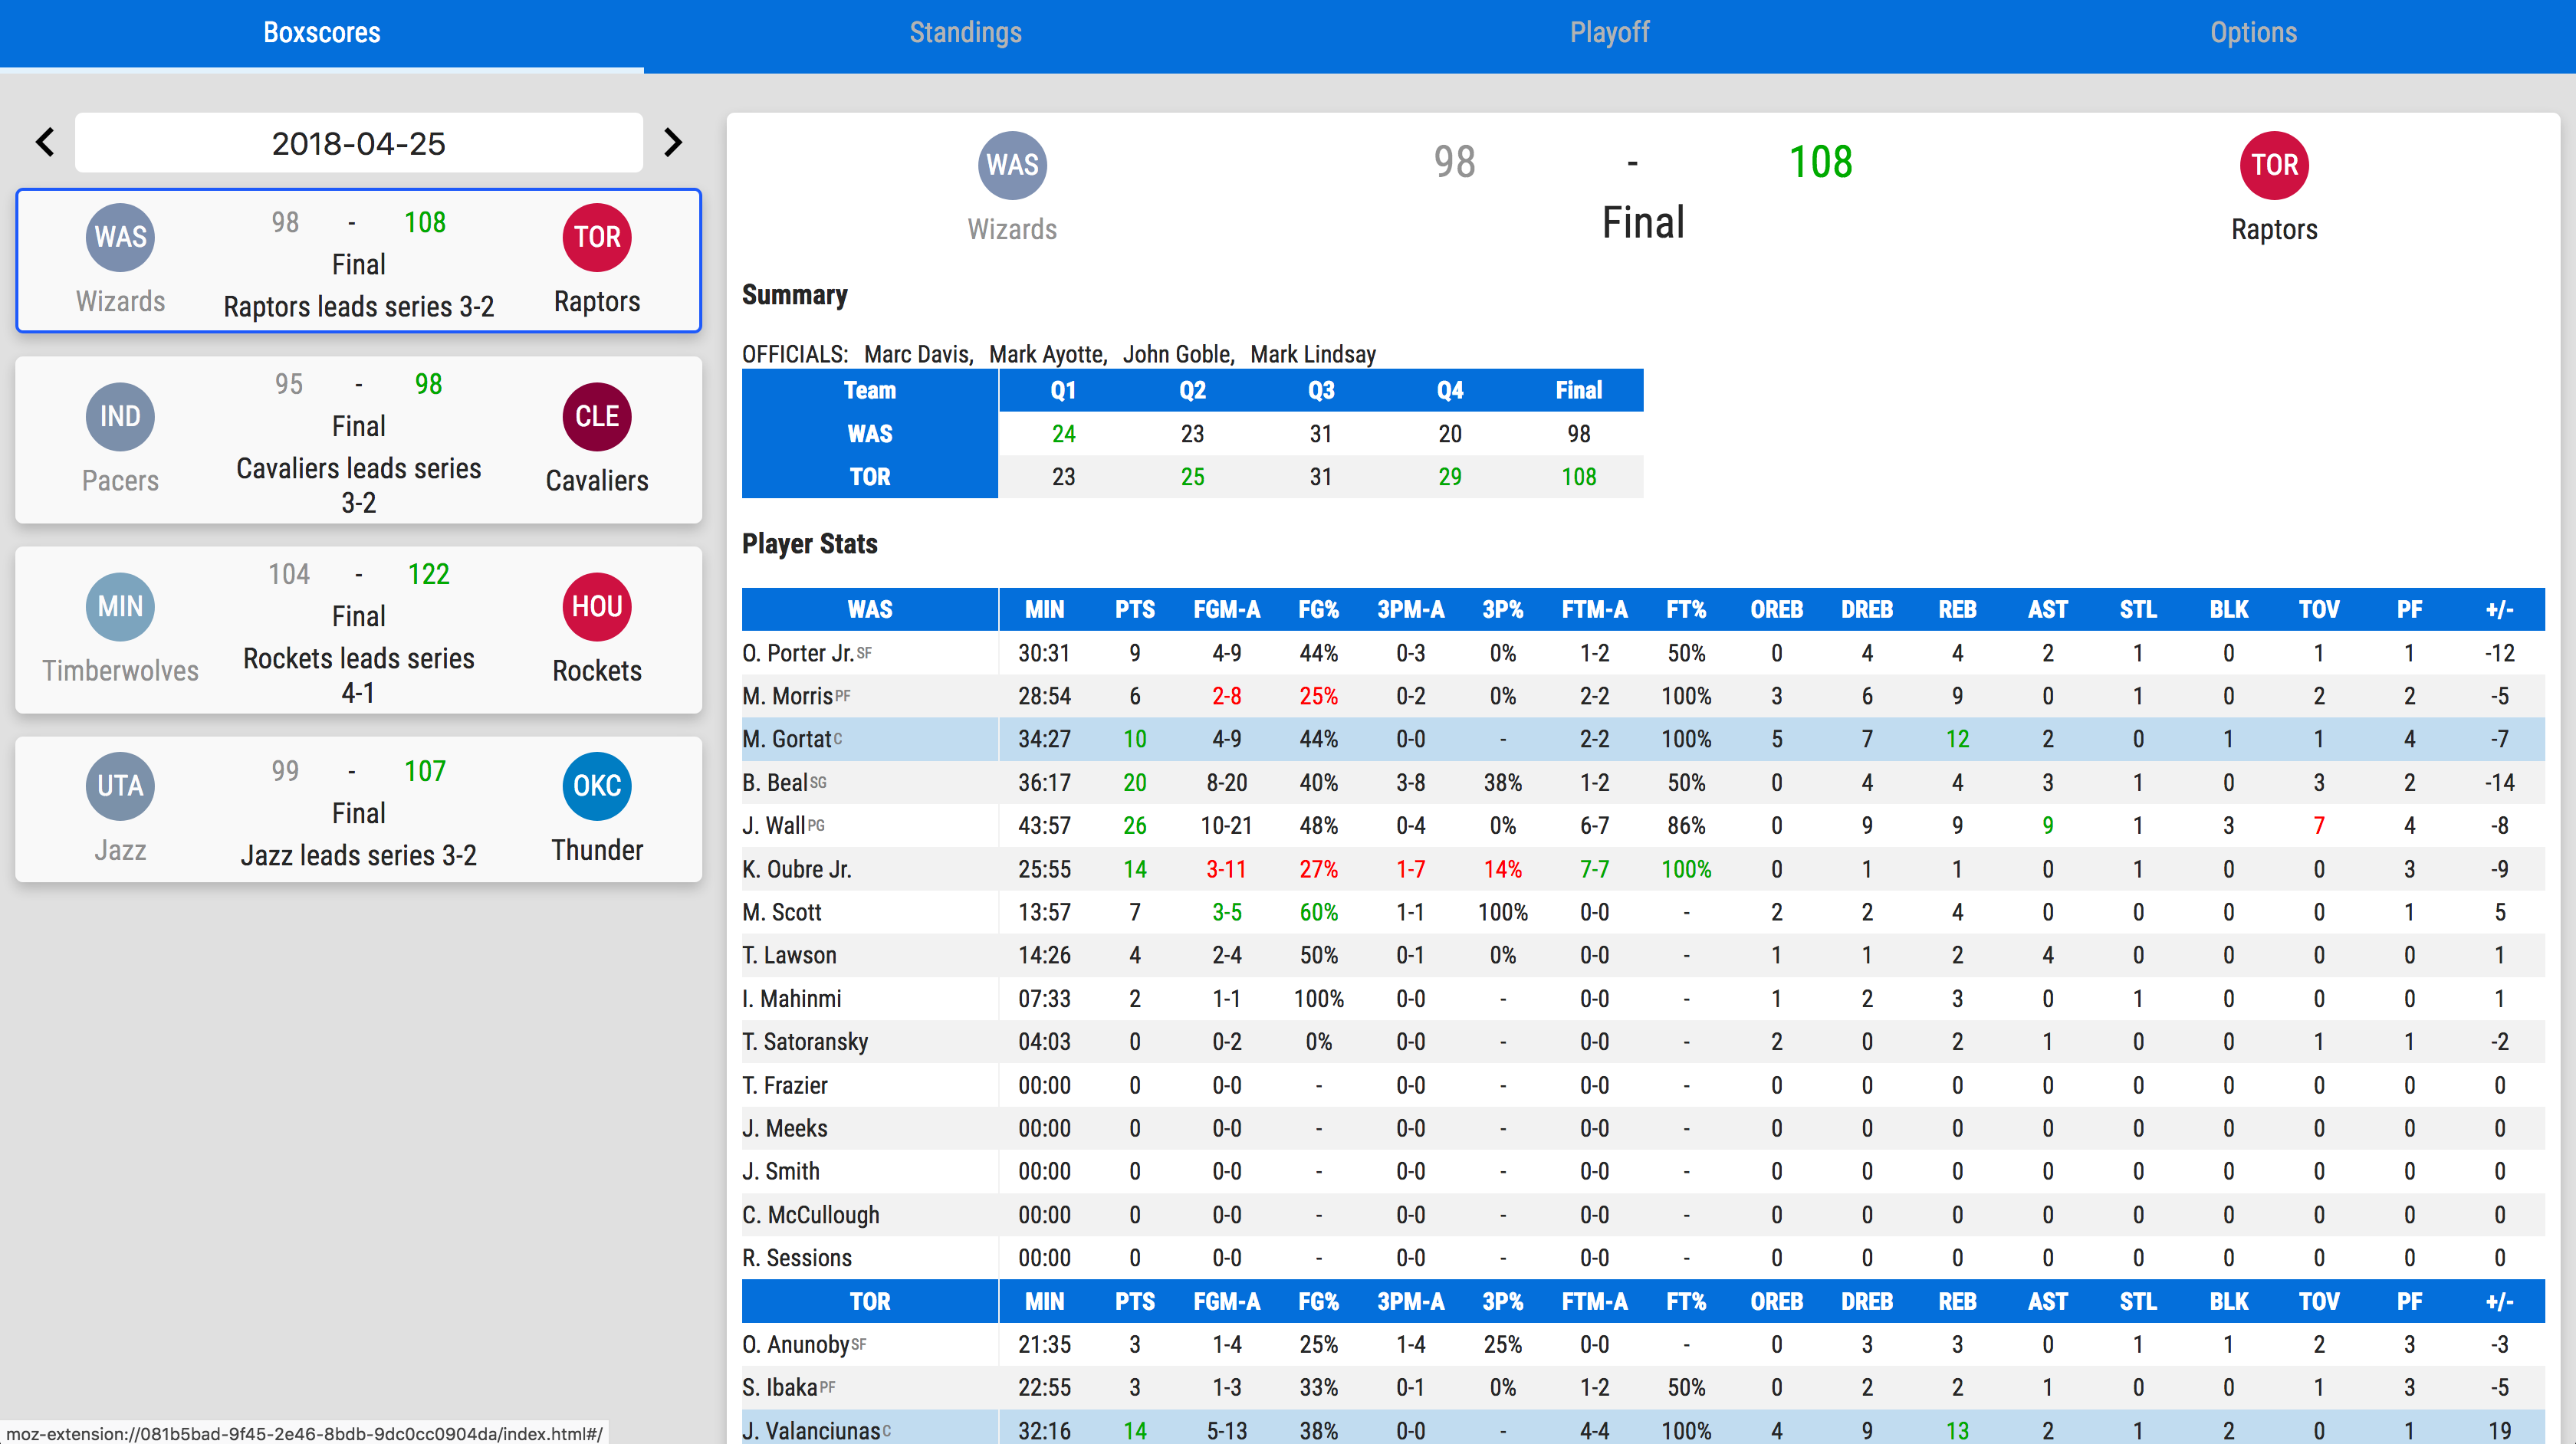 Boxscores Standings Playoff Options
2018-04-25
WAS 98 - 108 TOR
Final
Wizards Raptors leads series 3-2 Raptors
IND 95 - 98 CLE
Final
Pacers Cavaliers leads series Cavaliers
3-2
MIN 104 - 122 HOU
Final
Timberwolves Rockets leads series Rockets
4-1
UTA 99 - 107 OKC
Final
Jazz Jazz leads series 3-2 Thunder
WAS 98 - 108 TOR
Wizards Final Raptors
Summary
OFFICIALS: Marc Davis, Mark Ayotte, John Goble, Mark Lindsay
Team Q1 Q2 Q3 Q4 Final
WAS 24 23 31 20 98
TOR 23 25 31 29 108
Player Stats
WAS MIN PTS FGM-A FG% 3PM-A 3P% FTM-A FT% OREB DREB REB AST STL BLK TOV PF +/-
O. Porter Jr. SF 30:31 9 4-9 44% 0-3 0% 1-2 50% 0 4 4 2 1 0 1 1 -12
M. Morris PF 28:54 6 2-8 25% 0-2 0% 2-2 100% 3 6 9 0 1 0 2 2 -5
M. Gortat C 34:27 10 4-9 44% 0-0 - 2-2 100% 5 7 12 2 0 1 1 4 -7
B. Beal SG 36:17 20 8-20 40% 3-8 38% 1-2 50% 0 4 4 3 1 0 3 2 -14
J. Wall PG 43:57 26 10-21 48% 0-4 0% 6-7 86% 0 9 9 9 1 3 7 4 -8
K. Oubre Jr. 25:55 14 3-11 27% 1-7 14% 7-7 100% 0 1 1 0 1 0 0 3 -9
M. Scott 13:57 7 3-5 60% 1-1 100% 0-0 - 2 2 4 0 0 0 0 1 5
T. Lawson 14:26 4 2-4 50% 0-1 0% 0-0 - 1 1 2 4 0 0 0 0 1
I. Mahinmi 07:33 2 1-1 100% 0-0 - 0-0 - 1 2 3 0 1 0 0 0 1
T. Satoransky 04:03 0 0-2 0% 0-0 - 0-0 - 2 0 2 1 0 0 1 1 -2
T. Frazier 00:00 0 0-0 - 0-0 - 0-0 - 0 0 0 0 0 0 0 0 0
J. Meeks 00:00 0 0-0 - 0-0 - 0-0 - 0 0 0 0 0 0 0 0 0
J. Smith 00:00 0 0-0 - 0-0 - 0-0 - 0 0 0 0 0 0 0 0 0
C. McCullough 00:00 0 0-0 - 0-0 - 0-0 - 0 0 0 0 0 0 0 0 0
R. Sessions 00:00 0 0-0 - 0-0 - 0-0 - 0 0 0 0 0 0 0 0 0
TOR MIN PTS FGM-A FG% 3PM-A 3P% FTM-A FT% OREB DREB REB AST STL BLK TOV PF +/-
O. Anunoby SF 21:35 3 1-4 25% 1-4 25% 0-0 - 0 3 3 0 1 1 2 3 -3
S. Ibaka PF 22:55 3 1-3 33% 0-1 0% 1-2 50% 0 2 2 1 0 0 1 3 -5
J. Valanciunas C 32:16 14 5-13 38% 0-0 - 4-4 100% 4 9 13 2 1 2 0 1 19
moz-extension://081b5bad-9f45-2e46-8bdb-9dc0cc0904da/index.html#/